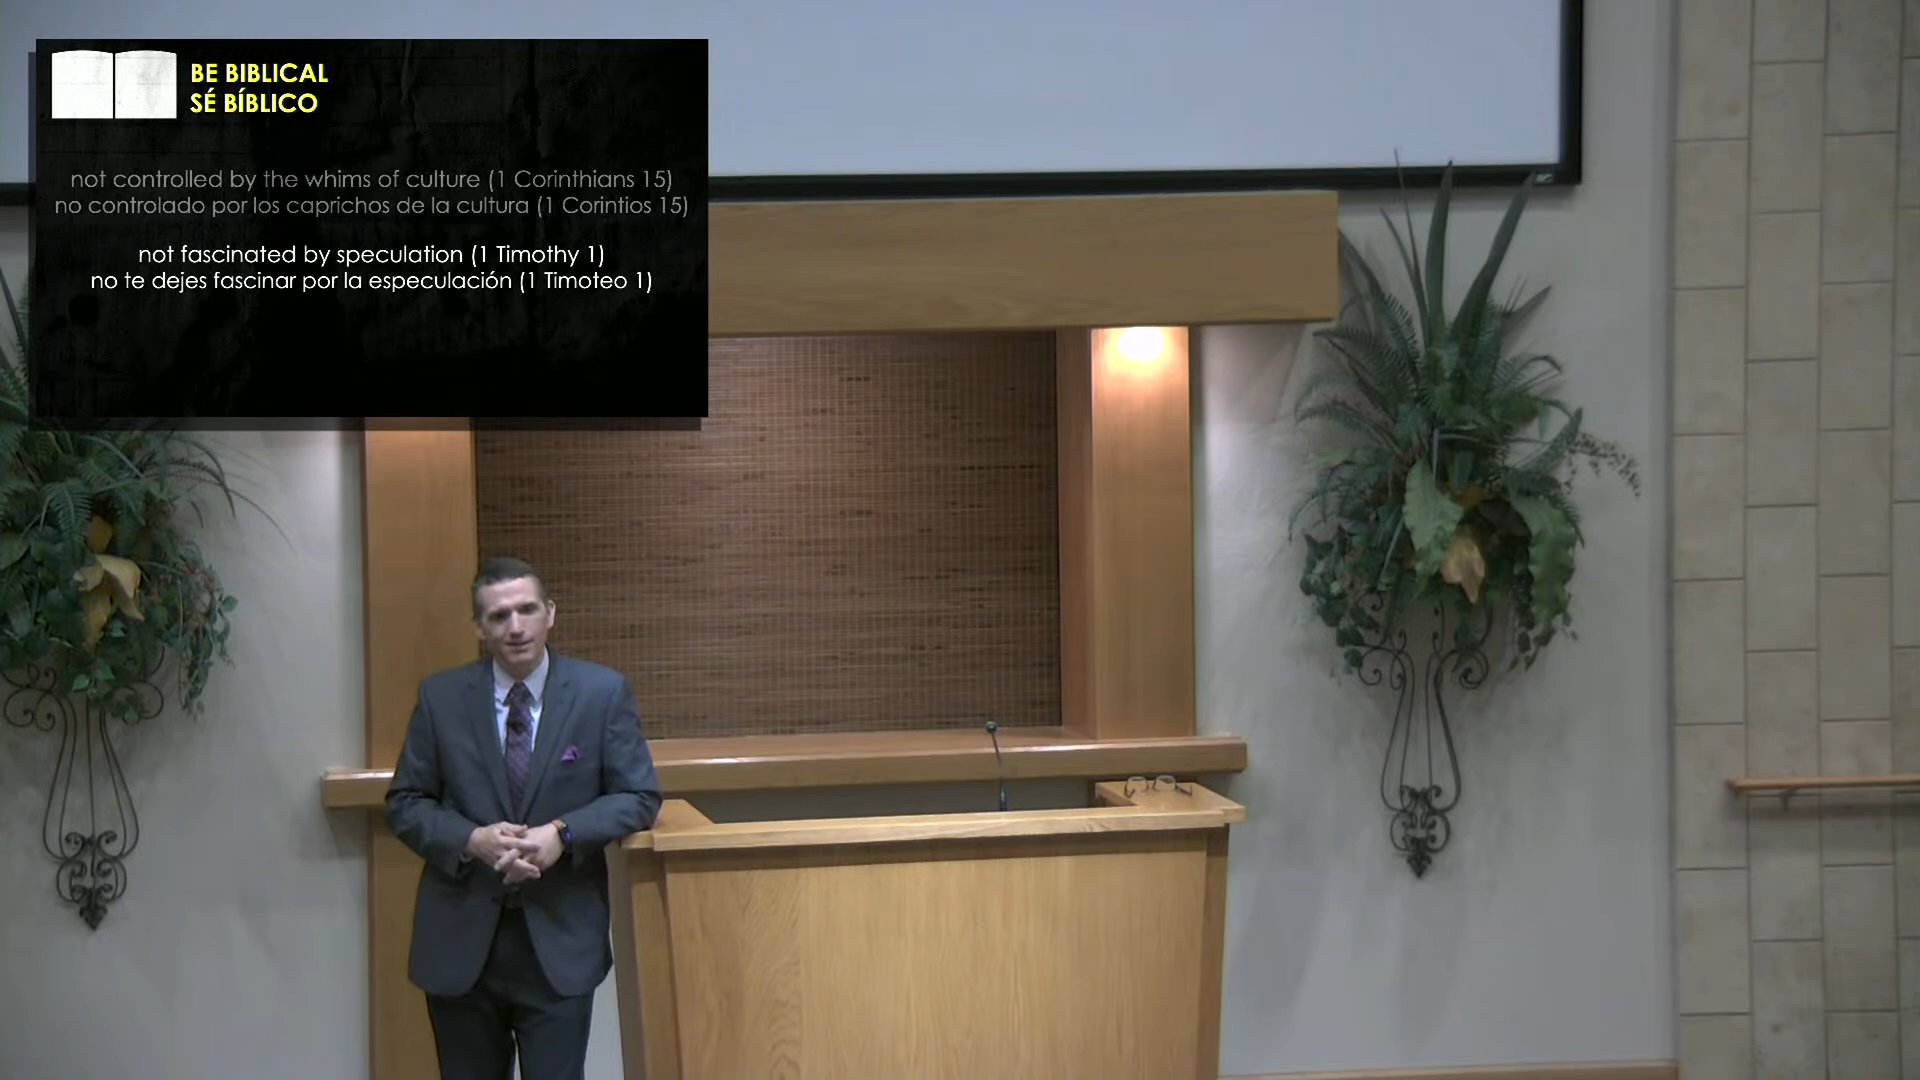 BE BIBLICAL
SÉ BÍBLICO
not controlled by the whims of culture (1 Corinthians 15)
no controlado por los caprichos de la cultura (1 Corintios 15)
not fascinated by speculation (1 Timothy 1)
no te dejes fascinar por la especulación (1 Timoteo 1)